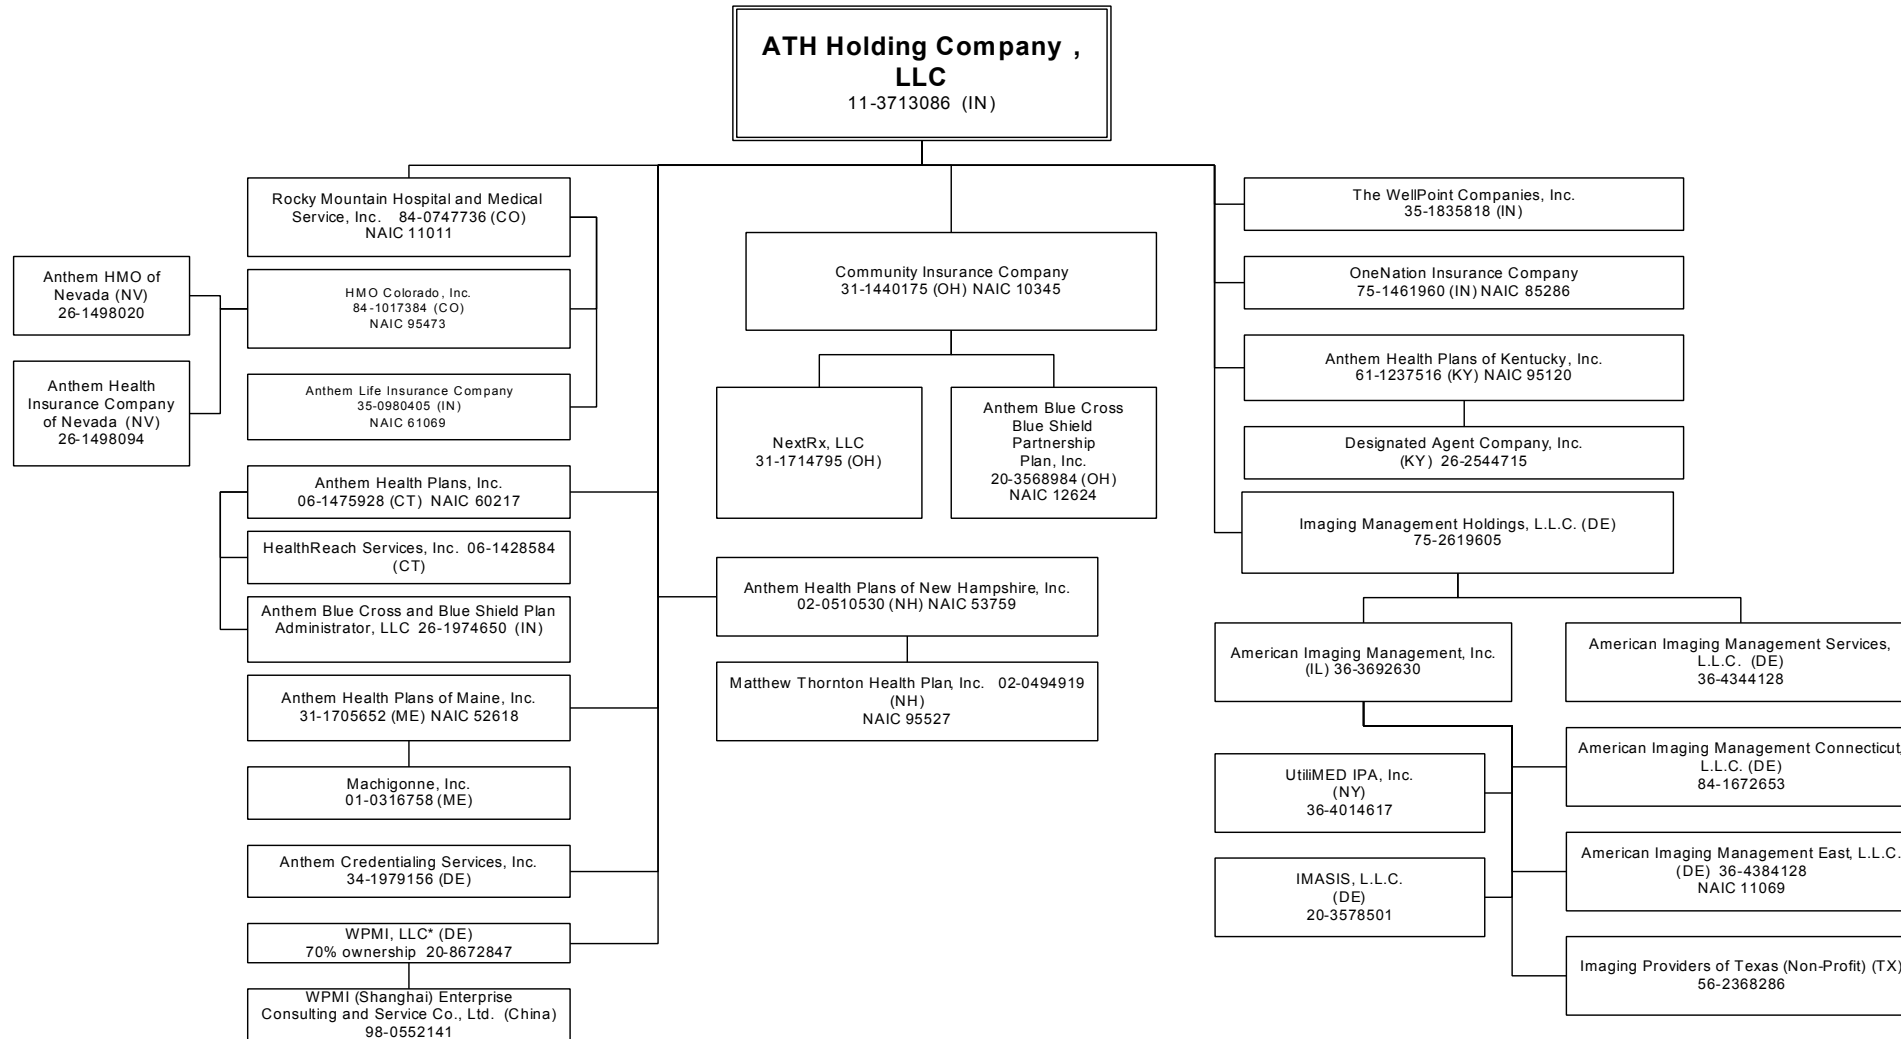 ATH Holding Company ,
LLC
11-3713086 (IN)
Rocky Mountain Hospital and Medical
Service, Inc. 84-0747736 (CO)
NAIC 11011
Anthem HMO of
Nevada (NV)
26-1498020
HMO Colorado, Inc.
84-1017384 (CO)
NAIC 95473
Anthem Health
Insurance Company
of Nevada (NV)
26-1498094
Anthem Life Insurance Company
35-0980405 (IN)
NAIC 61069
Anthem Health Plans, Inc.
06-1475928 (CT) NAIC 60217
HealthReach Services, Inc. 06-1428584
(CT)
Anthem Blue Cross and Blue Shield Plan
Administrator, LLC 26-1974650 (IN)
Anthem Health Plans of Maine, Inc.
31-1705652 (ME) NAIC 52618
Machigonne, Inc.
01-0316758 (ME)
Anthem Credentialing Services, Inc.
34-1979156 (DE)
WPMI, LLC* (DE)
70% ownership 20-8672847
WPMI (Shanghai) Enterprise
Consulting and Service Co., Ltd. (China)
98-0552141
Community Insurance Company
31-1440175 (OH) NAIC 10345
NextRx, LLC
31-1714795 (OH)
Anthem Blue Cross
Blue Shield
Partnership
Plan, Inc.
20-3568984 (OH)
NAIC 12624
Anthem Health Plans of New Hampshire, Inc.
02-0510530 (NH) NAIC 53759
Matthew Thornton Health Plan, Inc. 02-0494919
(NH)
NAIC 95527
The WellPoint Companies, Inc.
35-1835818 (IN)
OneNation Insurance Company
75-1461960 (IN) NAIC 85286
Anthem Health Plans of Kentucky, Inc.
61-1237516 (KY) NAIC 95120
Designated Agent Company, Inc.
(KY) 26-2544715
Imaging Management Holdings, L.L.C. (DE)
75-2619605
American Imaging Management, Inc.
(IL) 36-3692630
American Imaging Management Services,
L.L.C. (DE)
36-4344128
UtiliMED IPA, Inc.
(NY)
36-4014617
American Imaging Management Connecticut,
L.L.C. (DE)
84-1672653
IMASIS, L.L.C.
(DE)
20-3578501
American Imaging Management East, L.L.C.
(DE) 36-4384128
NAIC 11069
Imaging Providers of Texas (Non-Profit) (TX)
56-2368286